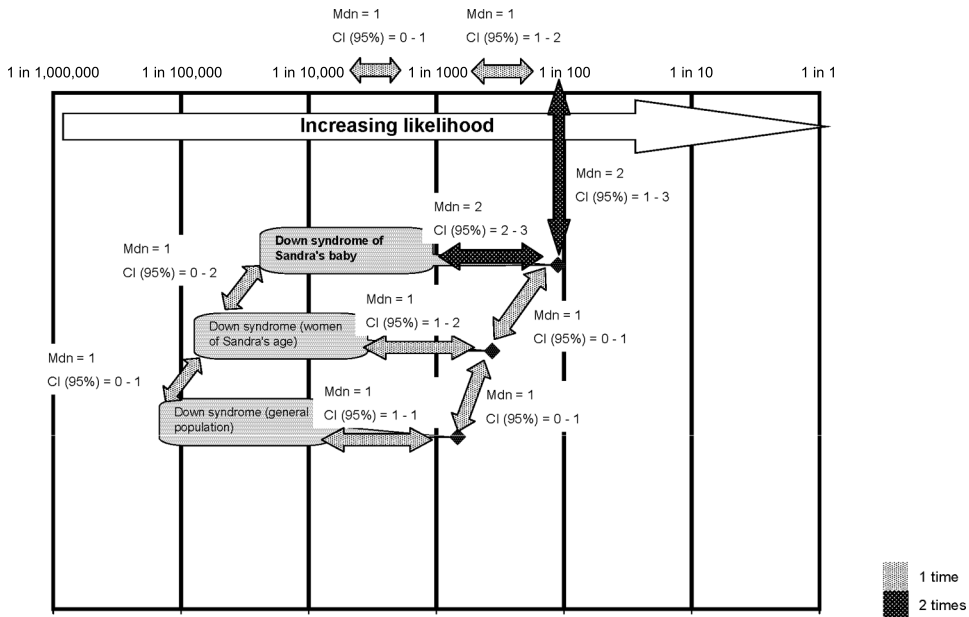 Mdn = 1
CI (95%) = 0 - 1
Mdn = 1
CI (95%) = 1 - 2
1 in 1,000,000
1 in 100,000
1 in 10,000
1 in 1000
1 in 100
1 in 10
1 in 1
Increasing likelihood
Mdn = 2
CI (95%) = 1 - 3
Mdn = 2
CI (95%) = 2 - 3
Down syndrome of
Sandra's baby
Mdn = 1
CI (95%) = 0 - 2
Mdn = 1
CI (95%) = 1 - 2
Down syndrome (women
of Sandra's age)
Mdn = 1
CI (95%) = 0 - 1
Mdn = 1
CI (95%) = 0 - 1
Mdn = 1
CI (95%) = 1 - 1
Down syndrome (general
population)
Mdn = 1
CI (95%) = 0 - 1
1 time
2 times